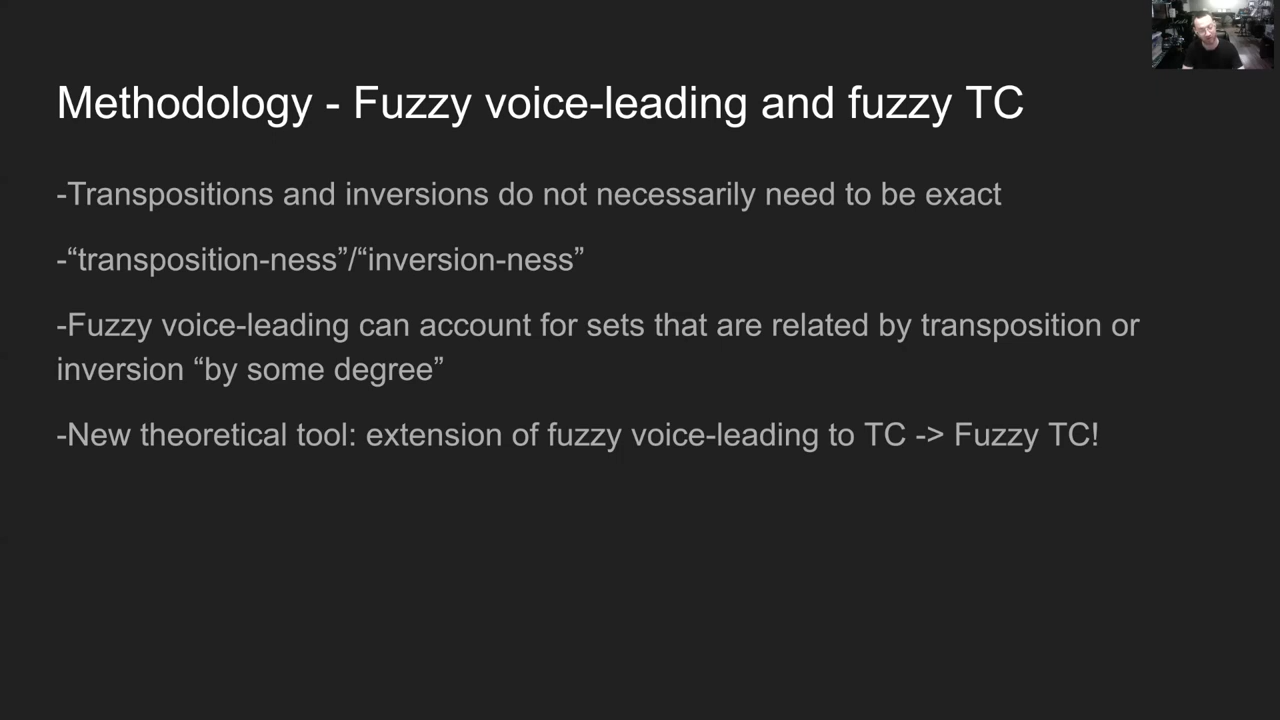 Methodology - Fuzzy voice-leading and fuzzy TC
-Transpositions and inversions do not necessarily need to be exact
-“transposition-ness”/“inversion-ness”
-Fuzzy voice-leading can account for sets that are related by transposition or
inversion “by some degree”
-New theoretical tool: extension of fuzzy voice-leading to TC -> Fuzzy TC!